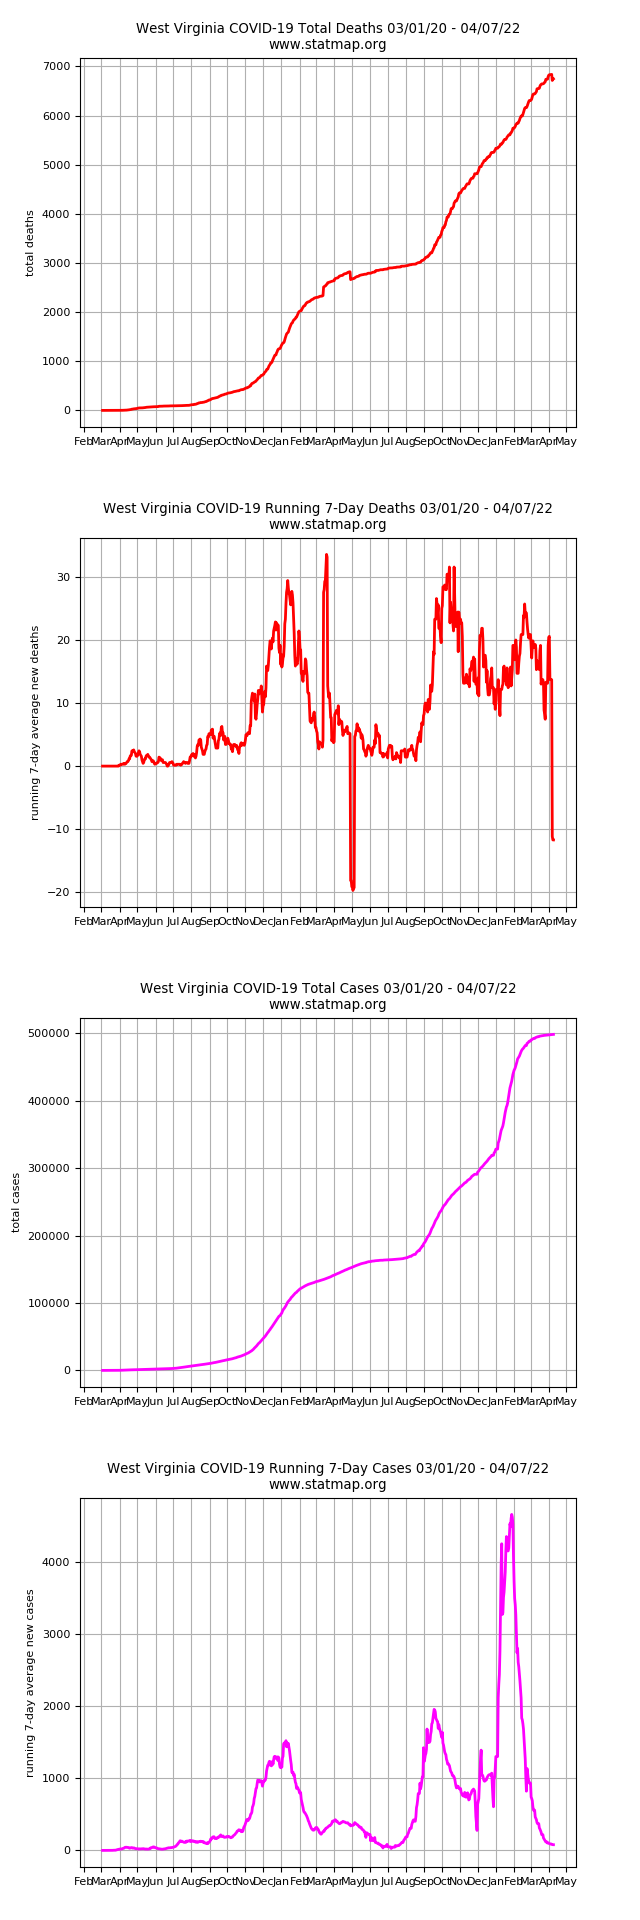 West Virginia COVID-19 Total Deaths 03/01/20 - 04/07/22
www.statmap.org
7000
6000
5000
4000
3000
2000
1000
0
total deaths
Feb Mar Apr May Jun Jul Aug Sep Oct Nov Dec Jan Feb Mar Apr May Jun Jul Aug Sep Oct Nov Dec Jan Feb Mar Apr May
West Virginia COVID-19 Running 7-Day Deaths 03/01/20 - 04/07/22
www.statmap.org
30
20
10
0
−10
−20
running 7-day average new deaths
Feb Mar Apr May Jun Jul Aug Sep Oct Nov Dec Jan Feb Mar Apr May Jun Jul Aug Sep Oct Nov Dec Jan Feb Mar Apr May
West Virginia COVID-19 Total Cases 03/01/20 - 04/07/22
www.statmap.org
500000
400000
300000
200000
100000
0
total cases
Feb Mar Apr May Jun Jul Aug Sep Oct Nov Dec Jan Feb Mar Apr May Jun Jul Aug Sep Oct Nov Dec Jan Feb Mar Apr May
West Virginia COVID-19 Running 7-Day Cases 03/01/20 - 04/07/22
www.statmap.org
4000
3000
2000
1000
0
running 7-day average new cases
Feb Mar Apr May Jun Jul Aug Sep Oct Nov Dec Jan Feb Mar Apr May Jun Jul Aug Sep Oct Nov Dec Jan Feb Mar Apr May